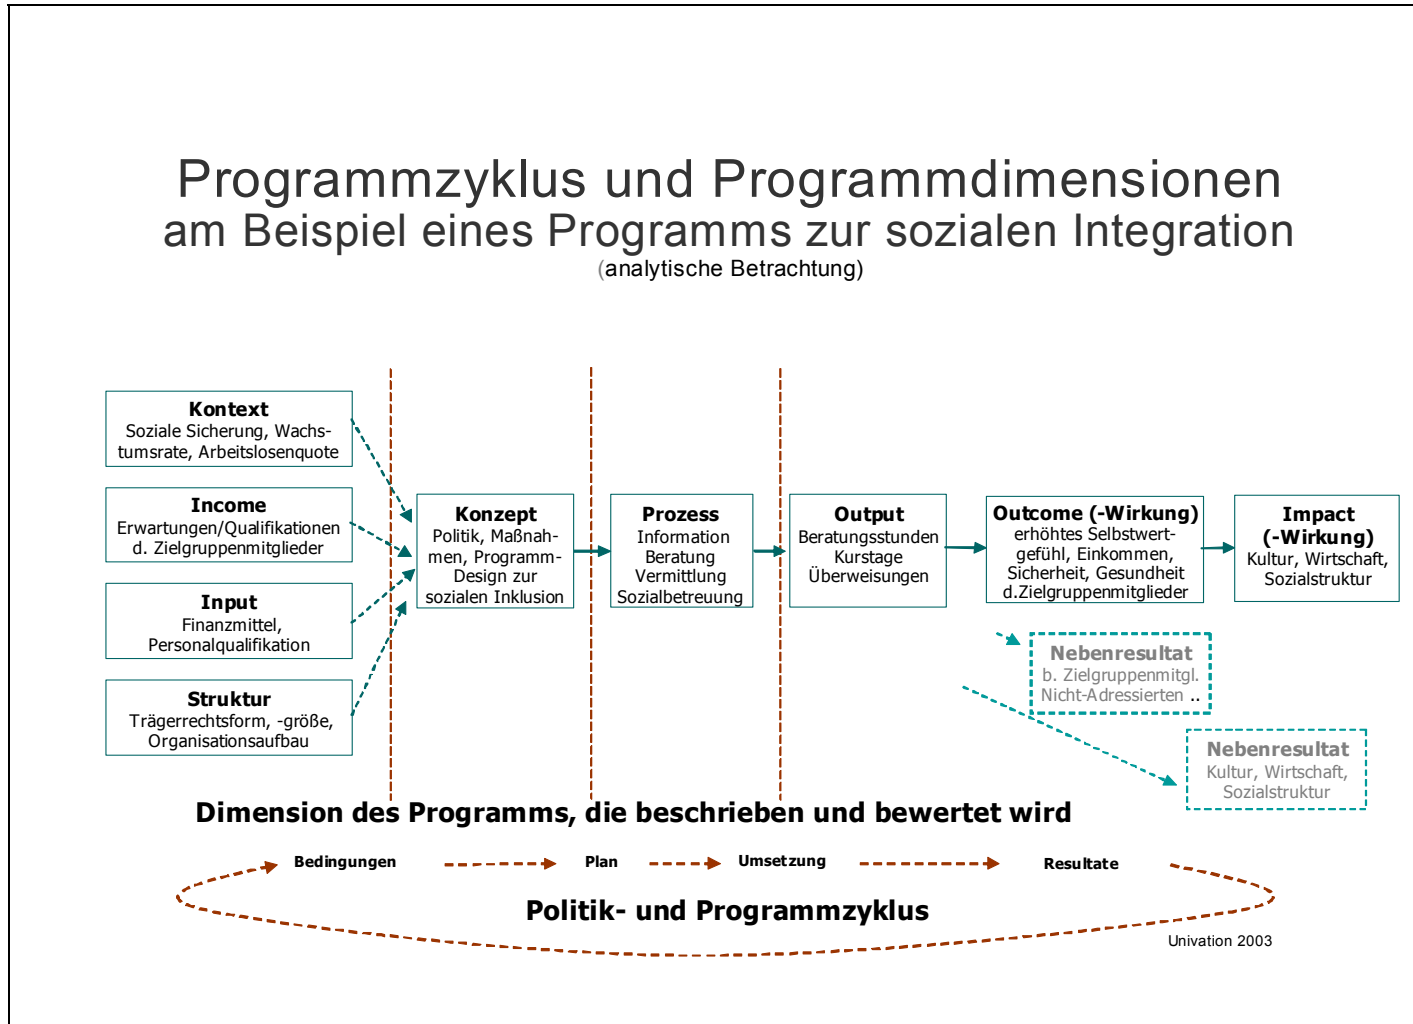 Programmzyklus und Programmdimensionen
am Beispiel eines Programms zur sozialen Integration
(analytische Betrachtung)
Kontext
Soziale Sicherung, Wachs-
tumsrate, Arbeitslosenquote
Income
Erwartungen/Qualifikationen
d. Zielgruppenmitglieder
Input
Finanzmittel,
Personalqualifikation
Struktur
Trägerrechtsform, -größe,
Organisationsaufbau
Konzept
Politik, Maßnah-
men, Programm-
Design zur
sozialen Inklusion
Prozess
Information
Beratung
Vermittlung
Sozialbetreuung
Output
Beratungsstunden
Kurstage
Überweisungen
Outcome (-Wirkung)
erhöhtes Selbstwert-
gefühl, Einkommen,
Sicherheit, Gesundheit
d.Zielgruppenmitglieder
Impact
(-Wirkung)
Kultur, Wirtschaft,
Sozialstruktur
Nebenresultat
b. Zielgruppenmitgl.
Nicht-Adressierten ..
Nebenresultat
Kultur, Wirtschaft,
Sozialstruktur
Dimension des Programms, die beschrieben und bewertet wird
Bedingungen
Plan
Umsetzung
Resultate
Politik- und Programmzyklus
Univation 2003